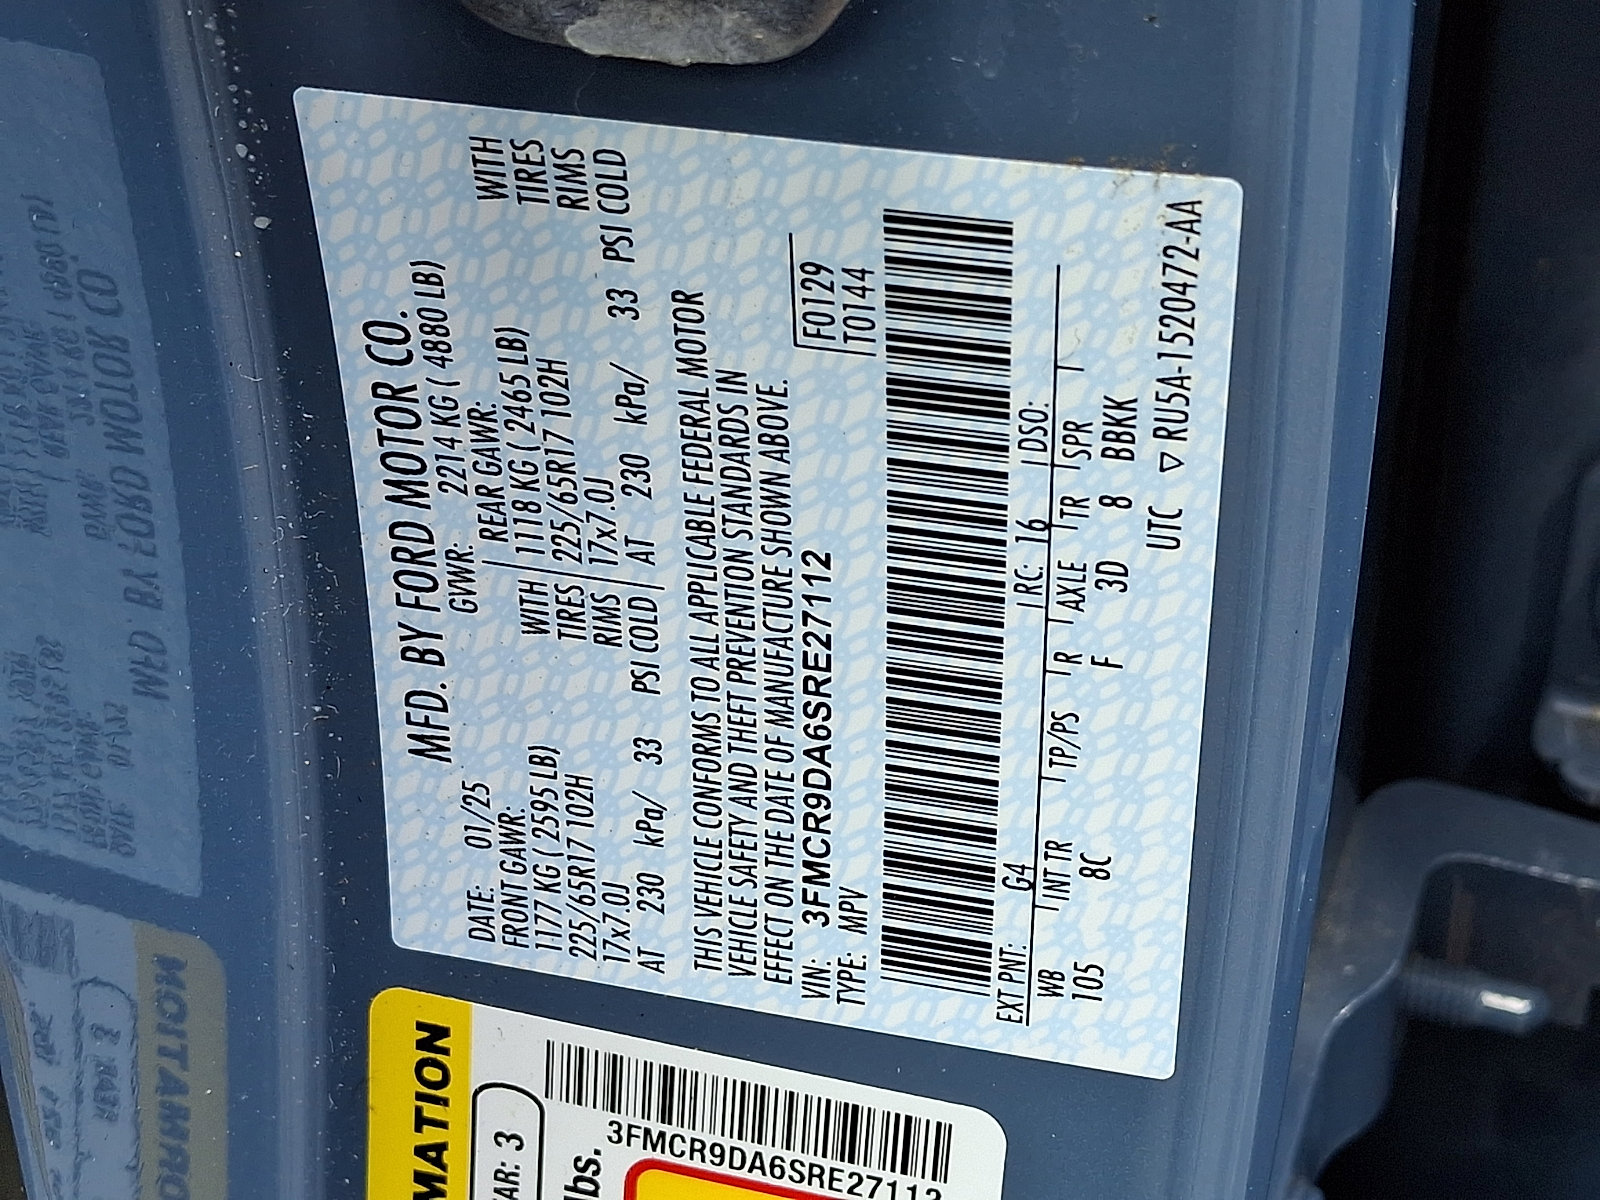 MFD. BY FORD MOTOR CO.
DATE: 01/25 GVWR: 2214 KG ( 4880 LB)
FRONT GAWR: REAR GAWR:
1177 KG ( 2595 LB) WITH 1118 KG ( 2465 LB) WITH
225/65R17 102H TIRES 225/65R17 102H TIRES
17x7.0J RIMS 17x7.0J RIMS
AT 230 kPa/ 33 PSI COLD AT 230 kPa/ 33 PSI COLD
THIS VEHICLE CONFORMS TO ALL APPLICABLE FEDERAL MOTOR
VEHICLE SAFETY AND THEFT PREVENTION STANDARDS IN
EFFECT ON THE DATE OF MANUFACTURE SHOWN ABOVE.
VIN: 3FMCR9DA6SRE27112 F0129
TYPE: MPV T0144
EXT PNT: G4 RC: 16 DSO:
WB INT TR TP/PS R AXLE TR SPR
105 8C F 3D 8 BBKK
UTC ▽ RU5A-1520472-AA
MATION
AR: 3
lbs.
3FMCR9DA6SRE27112